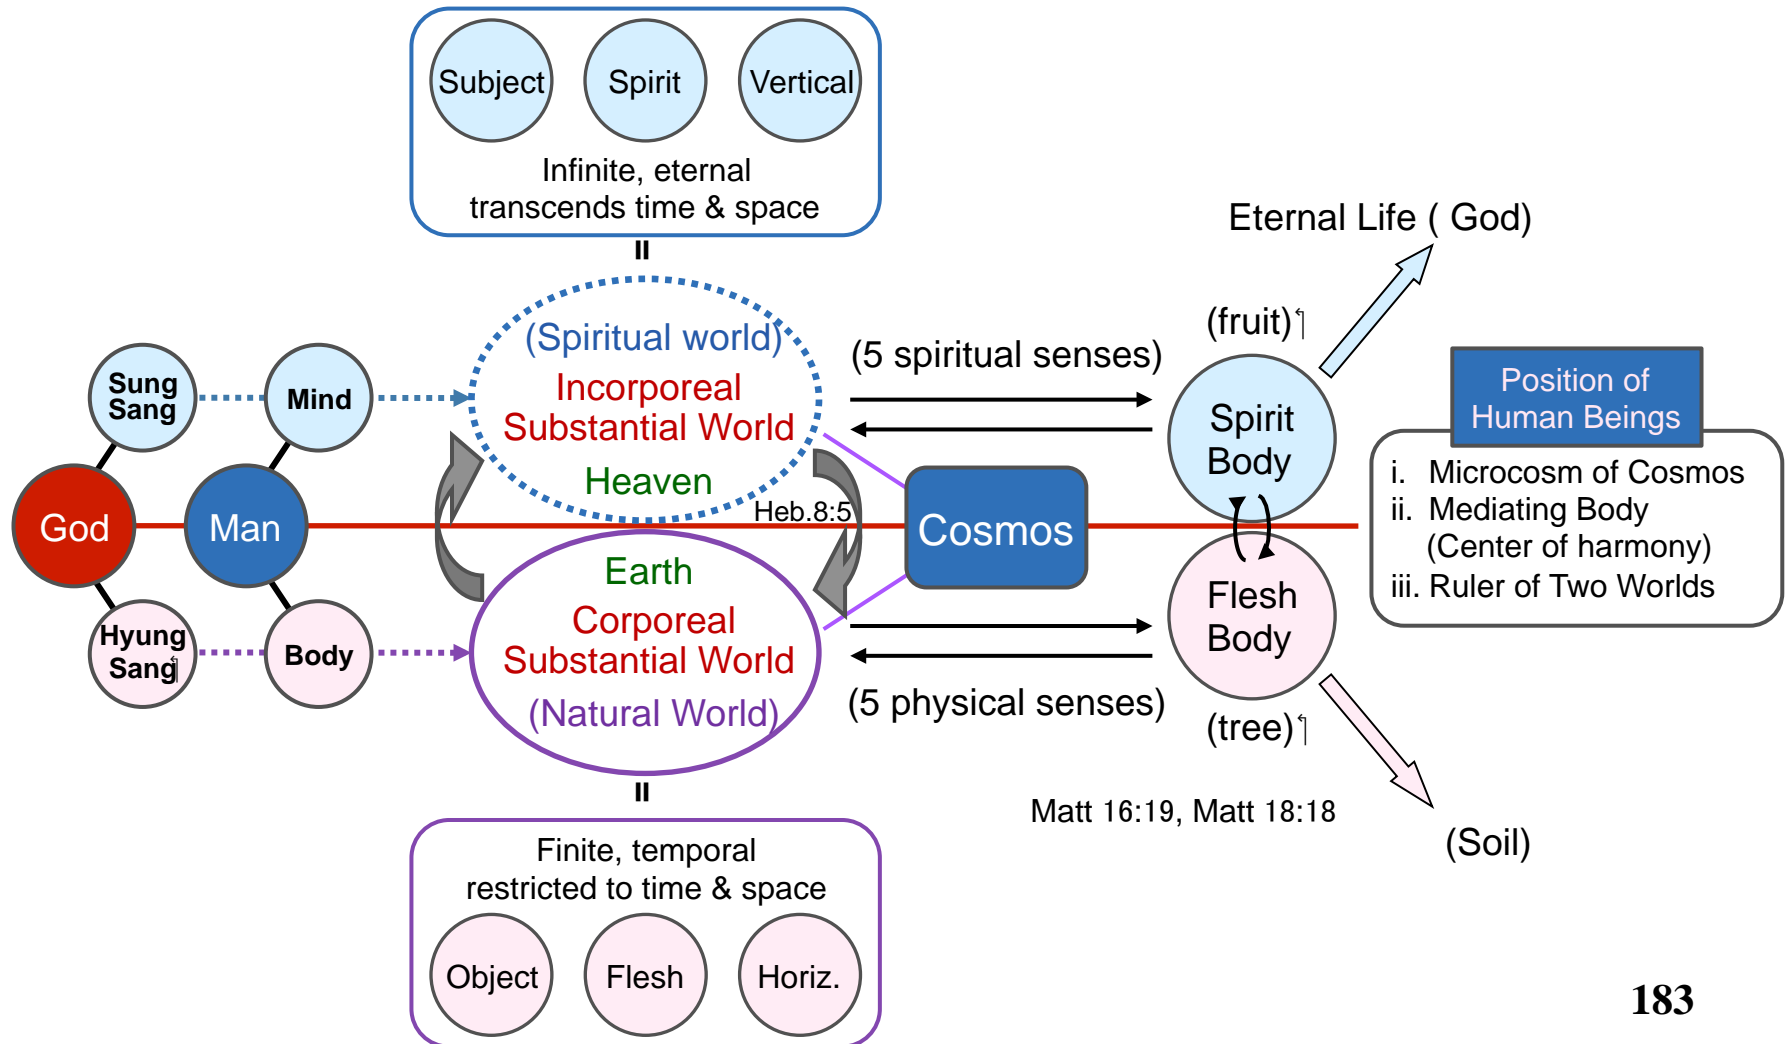 Subject
Spirit
Vertical
Infinite, eternal
transcends time & space
=
Eternal Life ( God)
(Spiritual world)
Incorporeal
Substantial World
Heaven
(5 spiritual senses)
(fruit)
Sung
Sang
Mind
Spirit
Body
Position of
Human Beings
i. Microcosm of Cosmos
ii. Mediating Body
(Center of harmony)
iii. Ruler of Two Worlds
God
Man
Heb.8:5
Cosmos
Earth
Corporeal
Substantial World
(Natural World)
Hyung
Sang
Body
Flesh
Body
(5 physical senses)
(tree)
=
Matt 16:19, Matt 18:18
(Soil)
Finite, temporal
restricted to time & space
Object
Flesh
Horiz.
183